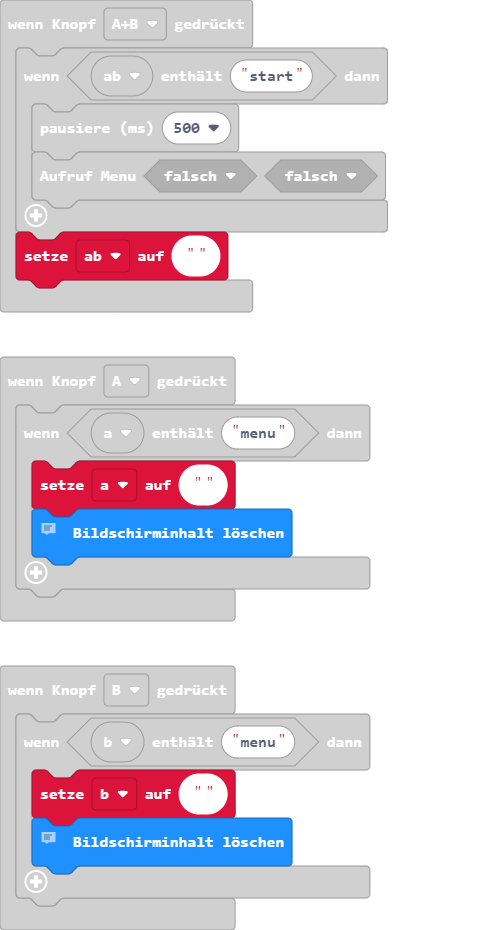 wenn Knopf A+B gedrückt
wenn ab enthält "start" dann
pausiere (ms) 500
Aufruf Menu falsch falsch
setze ab auf " "
wenn Knopf A gedrückt
wenn a enthält "menu" dann
setze a auf " "
Bildschirminhalt löschen
wenn Knopf B gedrückt
wenn b enthält "menu" dann
setze b auf " "
Bildschirminhalt löschen